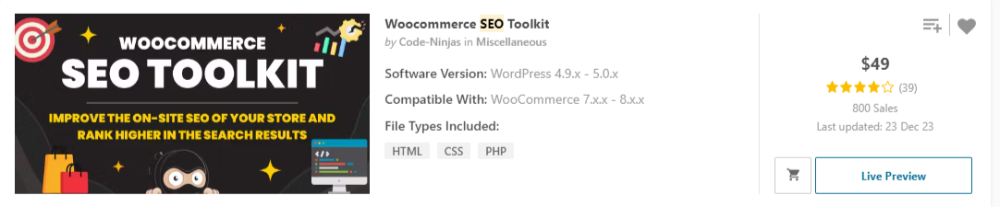 WOOCOMMERCE
SEO TOOLKIT
IMPROVE THE ON-SITE SEO OF YOUR STORE AND
RANK HIGHER IN THE SEARCH RESULTS
</>
Woocommerce SEO Toolkit
by Code-Ninjas in Miscellaneous
Software Version: WordPress 4.9.x - 5.0.x
Compatible With: WooCommerce 7.x.x - 8.x.x
File Types Included:
HTML CSS PHP
$49
(39)
800 Sales
Last updated: 23 Dec 23
Live Preview